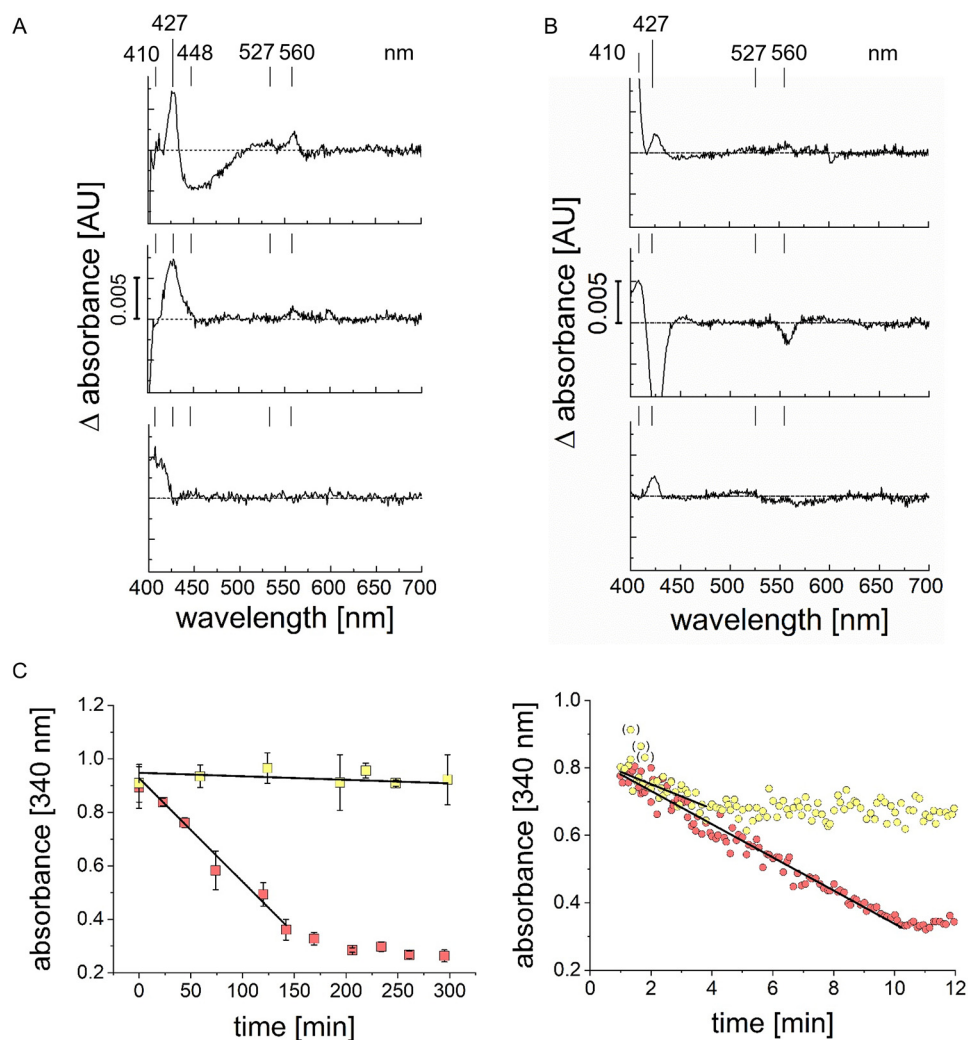 A
427
410 448 527 560 nm
Δ absorbance [AU]
0.005
400 450 500 550 600 650 700
wavelength [nm]
B
427
410 527 560 nm
Δ absorbance [AU]
0.005
400 450 500 550 600 650 700
wavelength [nm]
C
absorbance [340 nm]
1.2
1.0
0.8
0.6
0.4
0.2
0 50 100 150 200 250 300
time [min]
absorbance [340 nm]
1.0
0.8
0.6
0.4
0.2
( )
( )
( )
0 2 4 6 8 10 12
time [min]